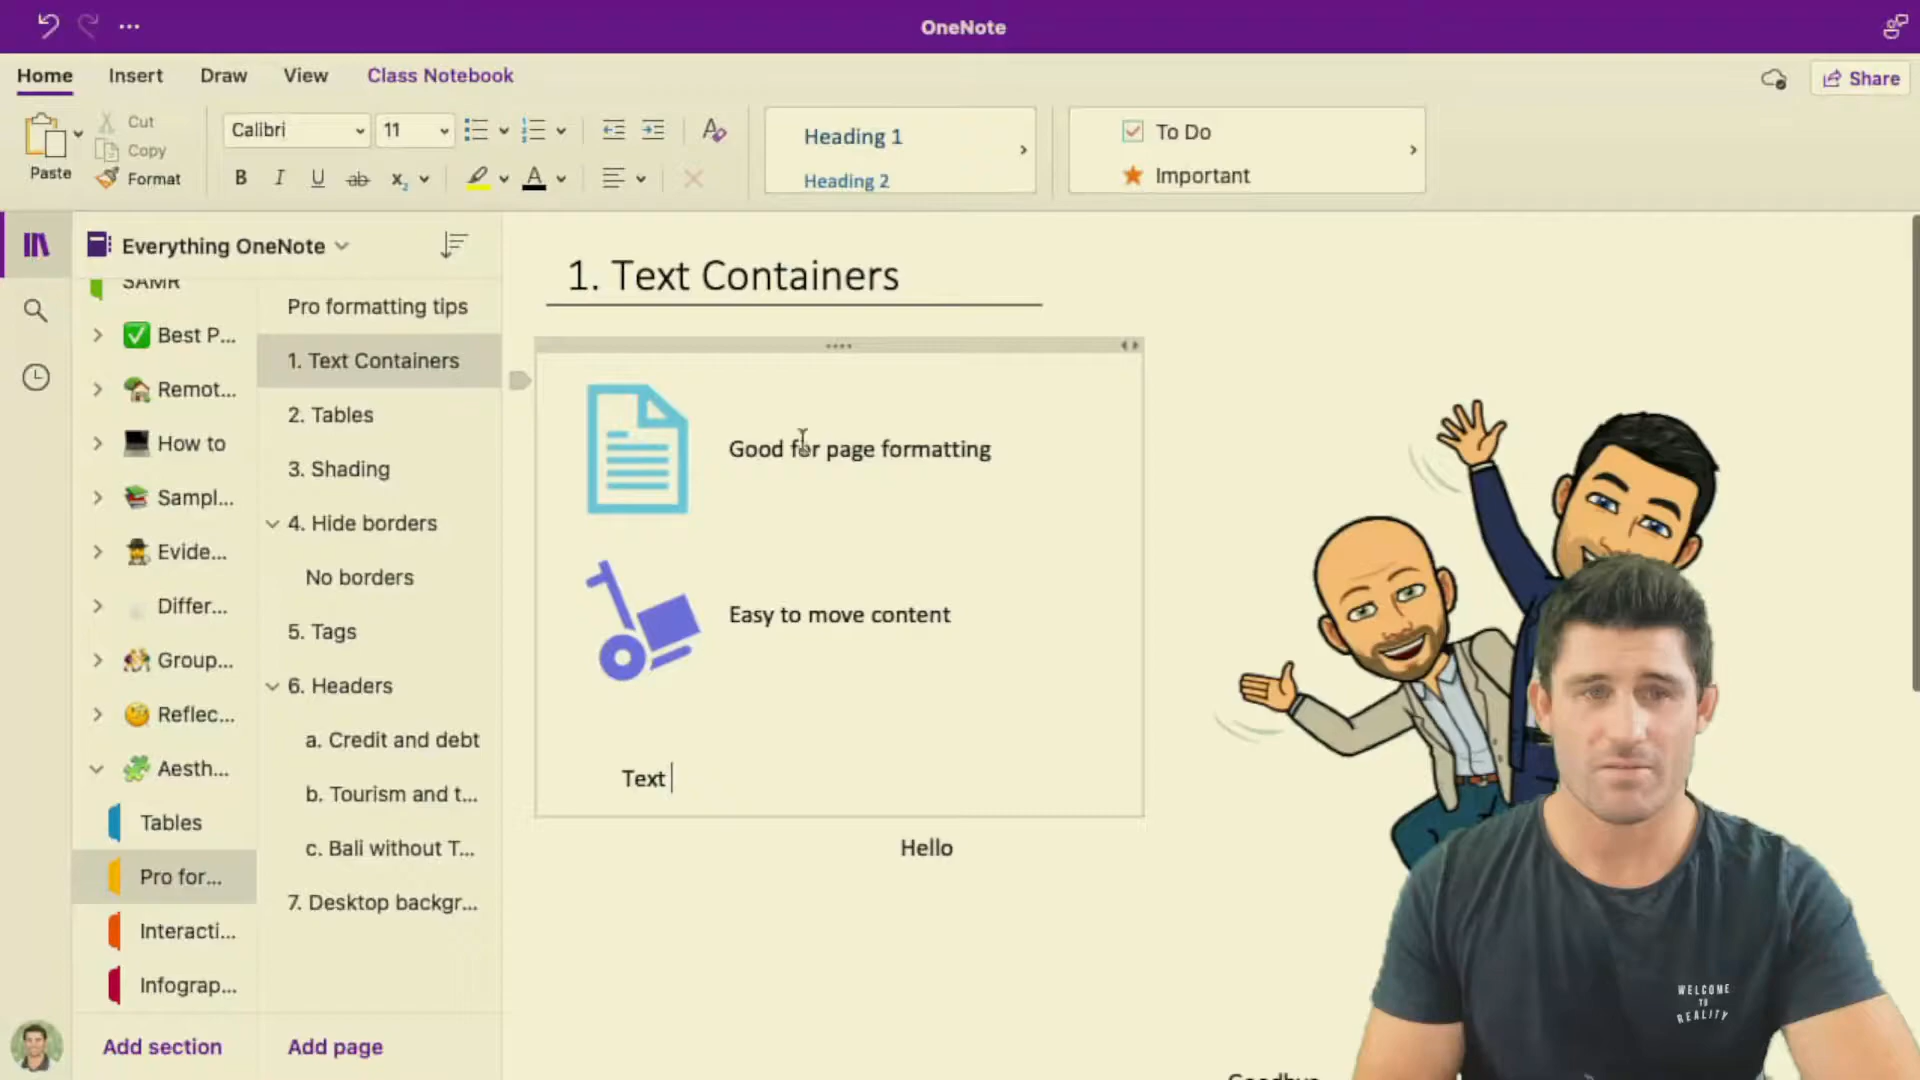 OneNote
Home
Insert
Draw
View
Class Notebook
Share
Paste
Cut
Copy
Format
Calibri
11
B
I
U
ab
X2
A
Heading 1
Heading 2
To Do
Important
Everything OneNote
SAMR
Best P...
Remot...
How to
Sampl...
Evide...
Differ...
Group...
Reflec...
Aesth...
Tables
Pro for...
Interacti...
Infograp...
Add section
Pro formatting tips
1. Text Containers
2. Tables
3. Shading
4. Hide borders
No borders
5. Tags
6. Headers
a. Credit and debt
b. Tourism and t...
c. Bali without T...
7. Desktop backgr...
Add page
1. Text Containers
Good for page formatting
Easy to move content
Text
Hello
WELCOME
TO
REALITY